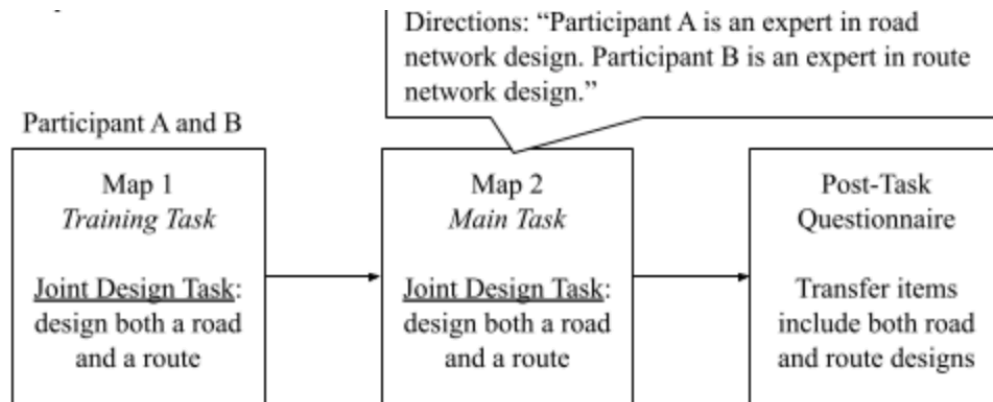 Directions: “Participant A is an expert in road
network design. Participant B is an expert in route
network design.”
Participant A and B
Map 1
Training Task
Joint Design Task:
design both a road
and a route
Map 2
Main Task
Joint Design Task:
design both a road
and a route
Post-Task
Questionnaire
Transfer items
include both road
and route designs